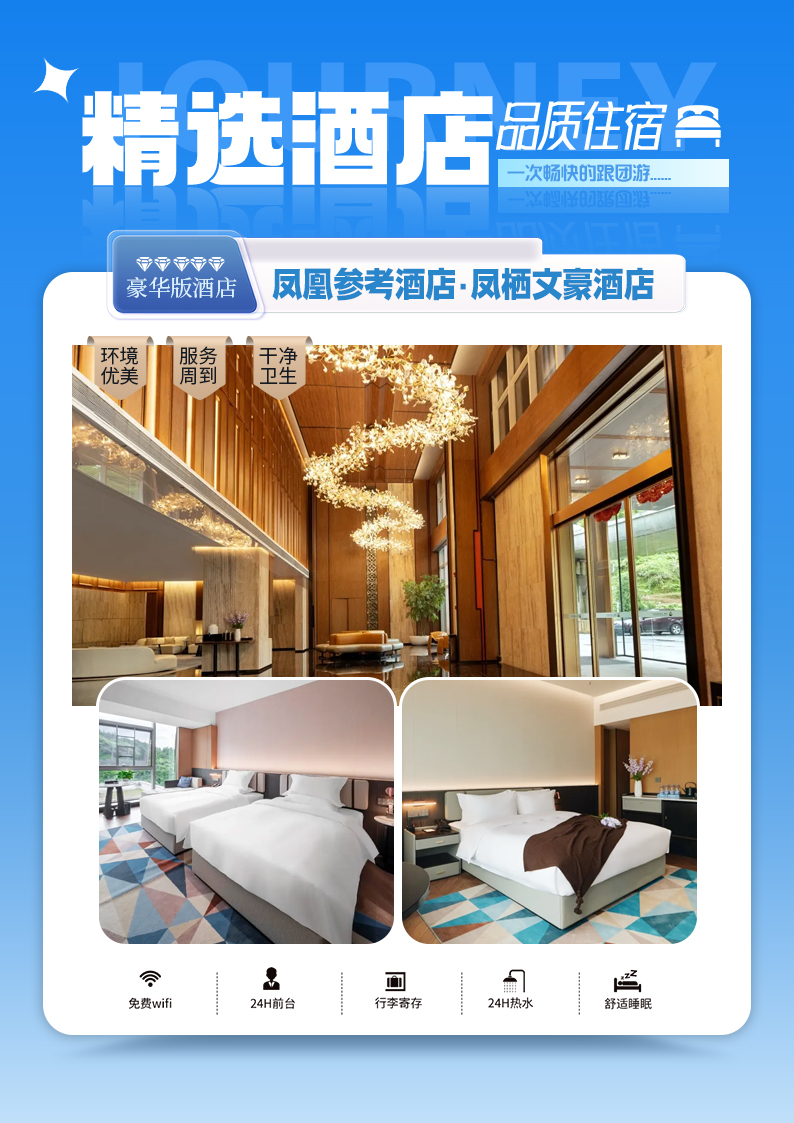 JOURNEY
精选酒店
品质住宿
一次畅快的跟团游......
豪华版酒店
凤凰参考酒店·凤栖文豪酒店
环境
优美
服务
周到
干净
卫生
免费wifi
24H前台
行李寄存
24H热水
舒适睡眠